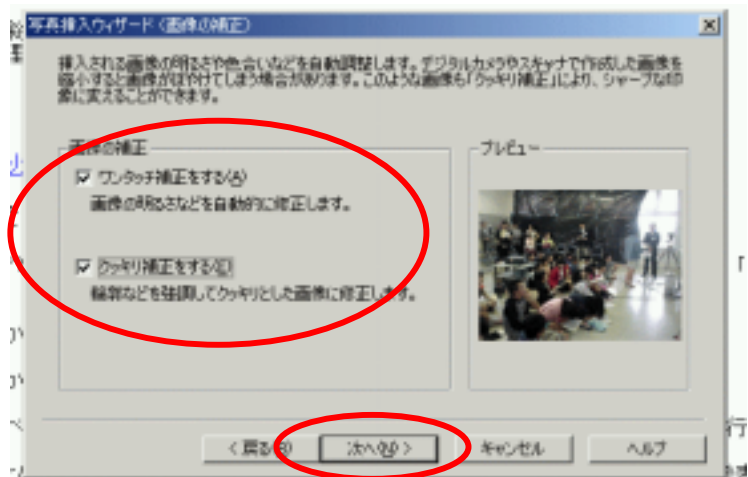 写真挿入ウィザード(画像の補正)
挿入される画像の明るさや色合いなどを自動調整します。デジタルカメラやスキャナで作成した画像を
縮小すると画像がぼやけてしまう場合があります。このような画像も「クッキリ補正」により、シャープな印
象に変えることができます。
画像の補正
プレビュー
ワンタッチ補正をする(A)
画像の明るさなどを自動的に修正します。
クッキリ補正をする(E)
輪郭などを強調してクッキリとした画像に修正します。
< 戻る(B)
次へ(N) >
キャンセル
ヘルプ
行